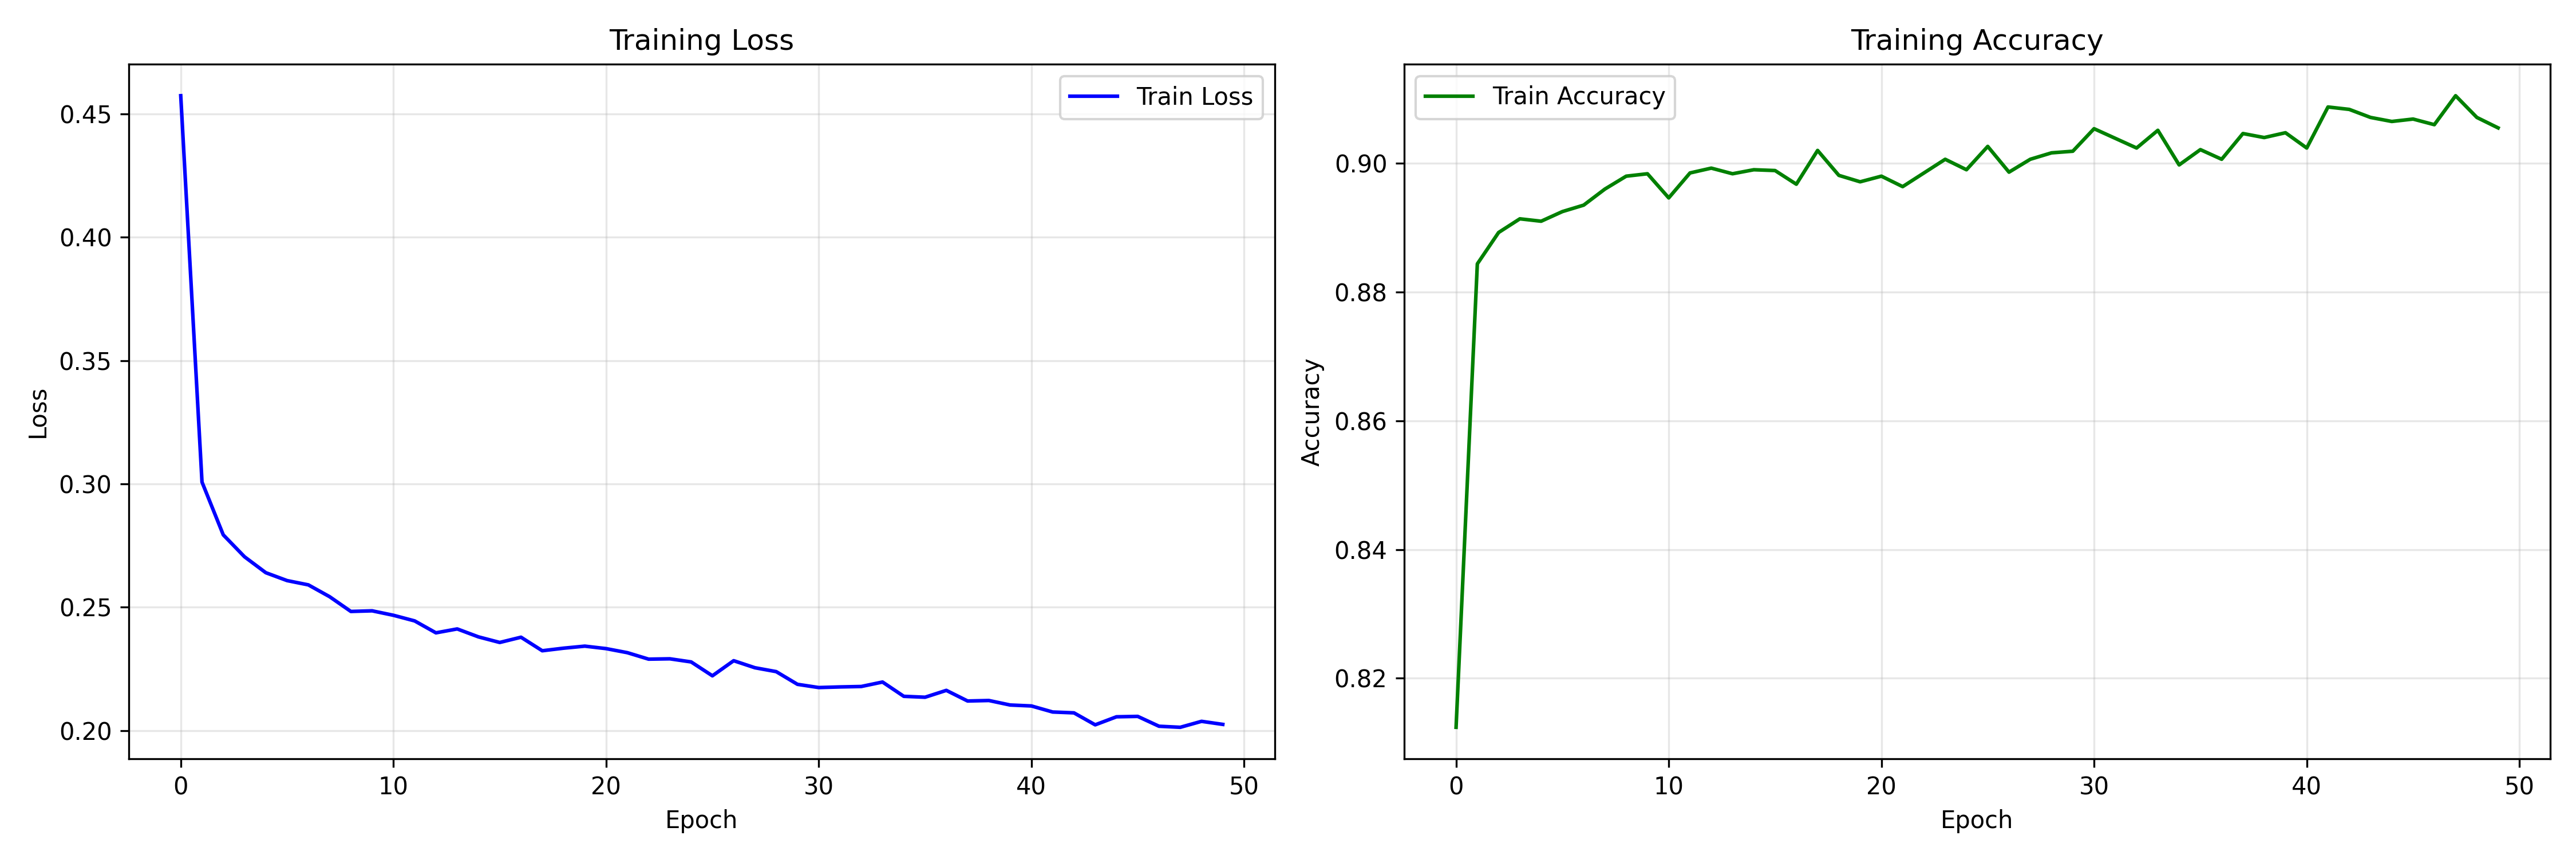 Training Loss
Train Loss
0.45
0.40
0.35
0.30
0.25
0.20
Loss
0 10 20 30 40 50
Epoch
Training Accuracy
Train Accuracy
0.90
0.88
0.86
0.84
0.82
Accuracy
0 10 20 30 40 50
Epoch